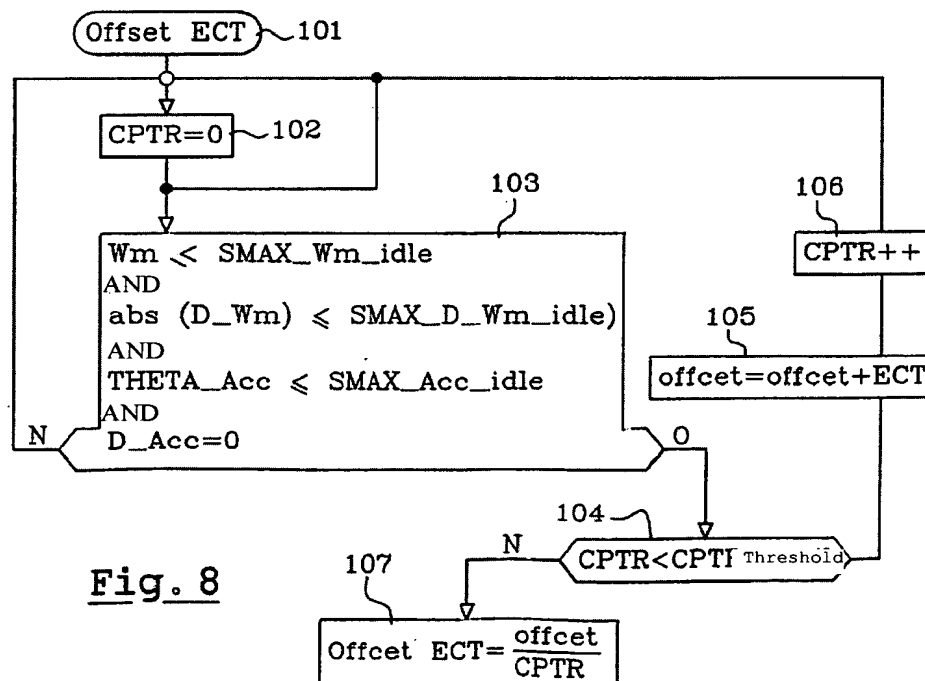 Offset ECT
101
CPTR=0
102
103
Wm ⩽ SMAX_Wm_idle
AND
abs (D_Wm) ⩽ SMAX_D_Wm_idle)
AND
THETA_Acc ⩽ SMAX_Acc_idle
AND
D_Acc=0
N
O
106
CPTR++
105
offcet=offcet+ECT
104
N
CPTR<CPTR Threshold
Fig. 8
107
Offcet ECT= offcet
CPTR